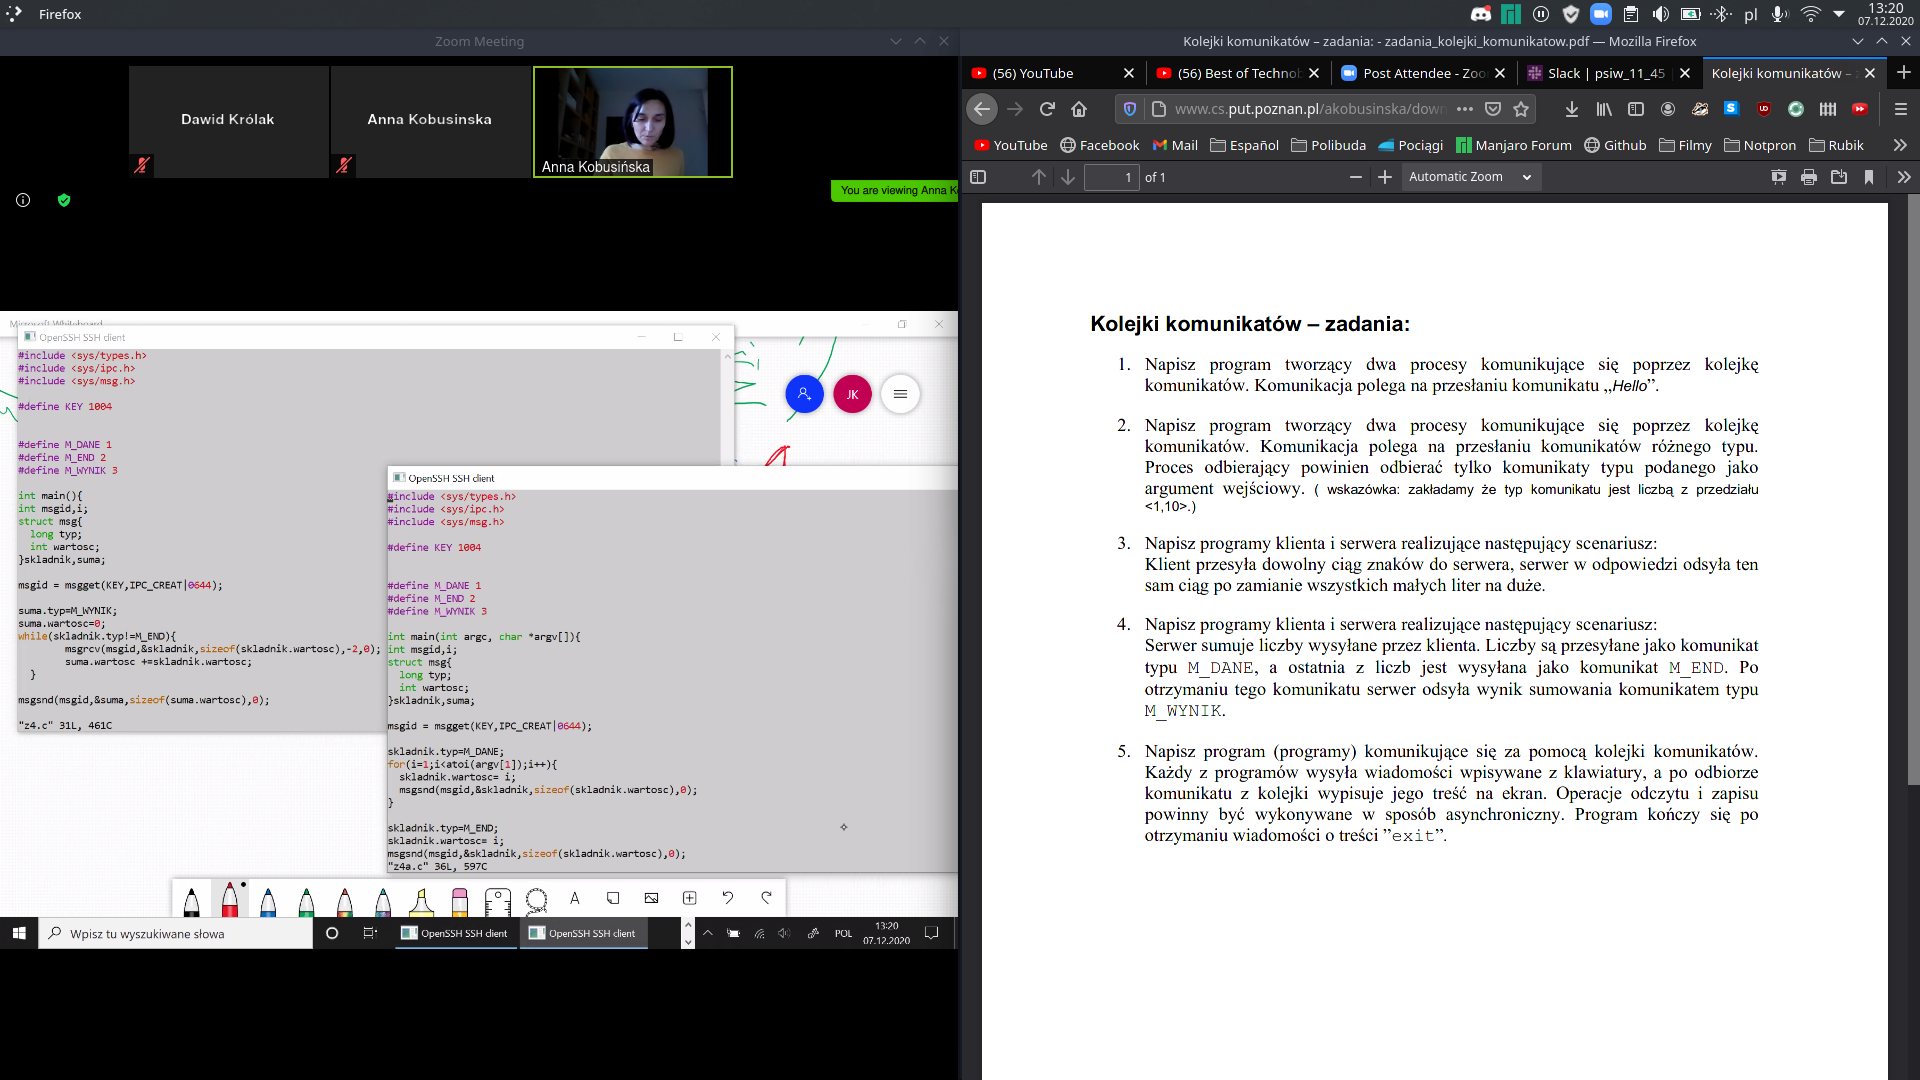 Firefox
pl
13:20
07.12.2020
Zoom Meeting
Dawid Królak
Anna Kobusinska
Anna Kobusińska
You are viewing Anna K
Microsoft Whiteboard
OpenSSH SSH client
#include <sys/types.h>
#include <sys/ipc.h>
#include <sys/msg.h>
#define KEY 1004
#define M_DANE 1
#define M_END 2
#define M_WYNIK 3
int main(){
int msgid,i;
struct msg{
long typ;
int wartosc;
}skladnik,suma;
msgid = msgget(KEY,IPC_CREAT|0644);
suma.typ=M_WYNIK;
suma.wartosc=0;
while(skladnik.typ!=M_END){
msgrcv(msgid,&skladnik,sizeof(skladnik.wartosc),-2,0);
suma.wartosc +=skladnik.wartosc;
}
msgsnd(msgid,&suma,sizeof(suma.wartosc),0);
"z4.c" 31L, 461C
JK
OpenSSH SSH client
#include <sys/types.h>
#include <sys/ipc.h>
#include <sys/msg.h>
#define KEY 1004
#define M_DANE 1
#define M_END 2
#define M_WYNIK 3
int main(int argc, char *argv[]){
int msgid,i;
struct msg{
long typ;
int wartosc;
}skladnik,suma;
msgid = msgget(KEY,IPC_CREAT|0644);
skladnik.typ=M_DANE;
for(i=1;i<atoi(argv[1]);i++){
skladnik.wartosc= i;
msgsnd(msgid,&skladnik,sizeof(skladnik.wartosc),0);
}
skladnik.typ=M_END;
skladnik.wartosc= i;
msgsnd(msgid,&skladnik,sizeof(skladnik.wartosc),0);
"z4a.c" 36L, 597C
A
Wpisz tu wyszukiwane słowa
OpenSSH SSH client
OpenSSH SSH client
POL
13:20
07.12.2020
Kolejki komunikatów – zadania: - zadania_kolejki_komunikatow.pdf — Mozilla Firefox
(56) YouTube
(56) Best of Techno
Post Attendee - Zoo
Slack | psiw_11_45
Kolejki komunikatów –
www.cs.put.poznan.pl/akobusinska/down
YouTube
Facebook
Mail
Español
Polibuda
Pociągi
Manjaro Forum
Github
Filmy
Notpron
Rubik
1 of 1
Automatic Zoom
Kolejki komunikatów – zadania:
1. Napisz program tworzący dwa procesy komunikujące się poprzez kolejkę
komunikatów. Komunikacja polega na przesłaniu komunikatu „Hello”.
2. Napisz program tworzący dwa procesy komunikujące się poprzez kolejkę
komunikatów. Komunikacja polega na przesłaniu komunikatów różnego typu.
Proces odbierający powinien odbierać tylko komunikaty typu podanego jako
argument wejściowy. ( wskazówka: zakładamy że typ komunikatu jest liczbą z przedziału
<1,10>.)
3. Napisz programy klienta i serwera realizujące następujący scenariusz:
Klient przesyła dowolny ciąg znaków do serwera, serwer w odpowiedzi odsyła ten
sam ciąg po zamianie wszystkich małych liter na duże.
4. Napisz programy klienta i serwera realizujące następujący scenariusz:
Serwer sumuje liczby wysyłane przez klienta. Liczby są przesyłane jako komunikat
typu M_DANE, a ostatnia z liczb jest wysyłana jako komunikat M_END. Po
otrzymaniu tego komunikatu serwer odsyła wynik sumowania komunikatem typu
M_WYNIK.
5. Napisz program (programy) komunikujące się za pomocą kolejki komunikatów.
Każdy z programów wysyła wiadomości wpisywane z klawiatury, a po odbiorze
komunikatu z kolejki wypisuje jego treść na ekran. Operacje odczytu i zapisu
powinny być wykonywane w sposób asynchroniczny. Program kończy się po
otrzymaniu wiadomości o treści ”exit”.